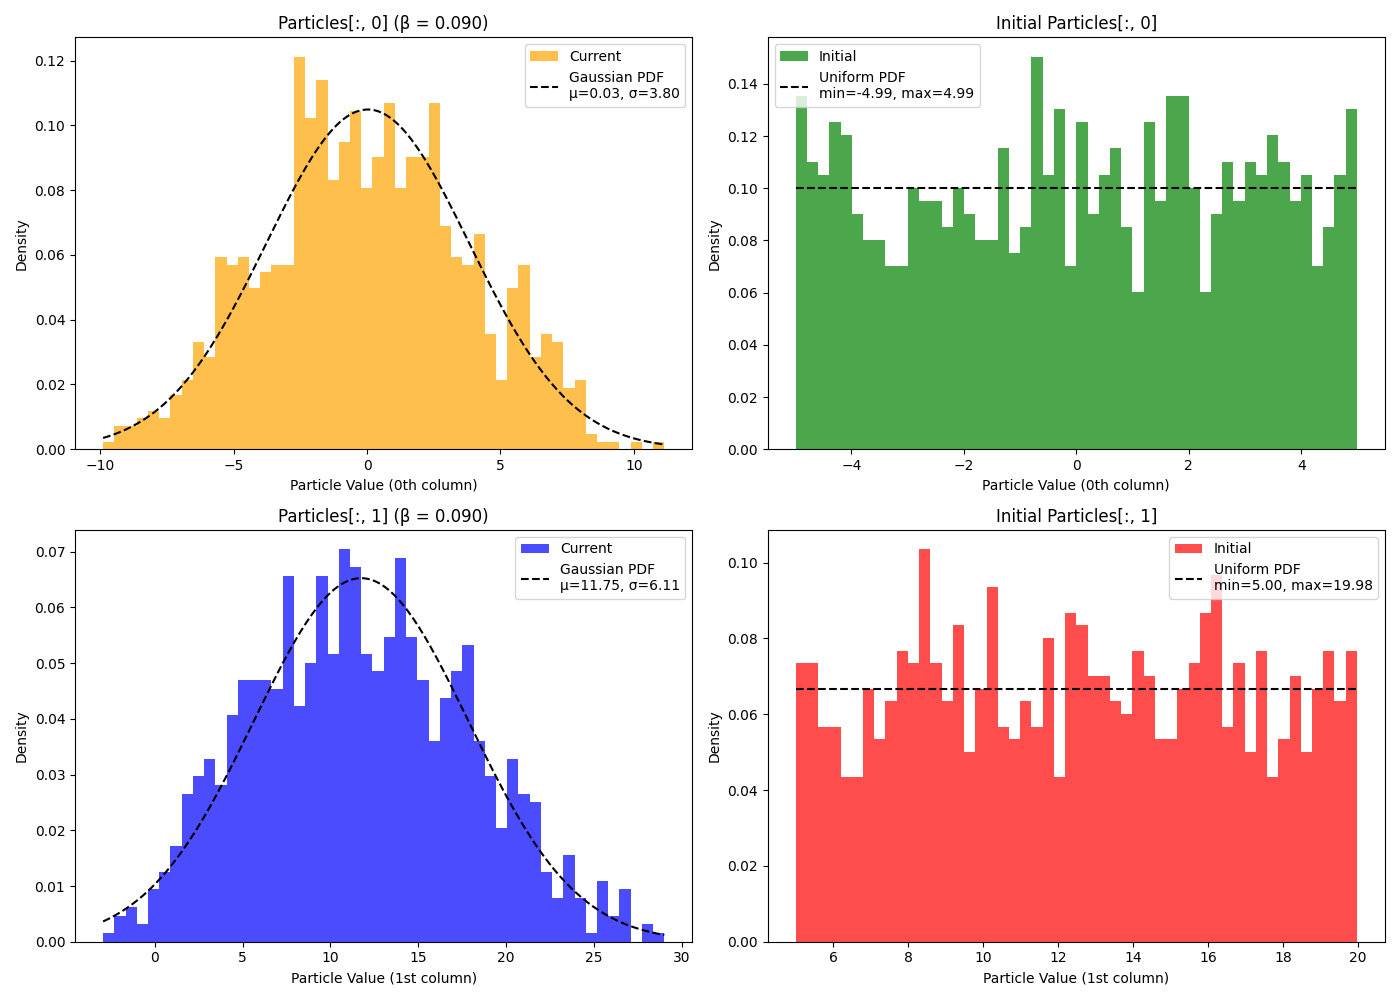 Particles[:, 0] (β = 0.090)
Current
Gaussian PDF
μ=0.03, σ=3.80
Density
0.12
0.10
0.08
0.06
0.04
0.02
0.00
−10
−5
0
5
10
Particle Value (0th column)
Initial Particles[:, 0]
Initial
Uniform PDF
min=-4.99, max=4.99
Density
0.14
0.12
0.10
0.08
0.06
0.04
0.02
0.00
−4
−2
0
2
4
Particle Value (0th column)
Particles[:, 1] (β = 0.090)
Current
Gaussian PDF
μ=11.75, σ=6.11
Density
0.07
0.06
0.05
0.04
0.03
0.02
0.01
0.00
0
5
10
15
20
25
30
Particle Value (1st column)
Initial Particles[:, 1]
Initial
Uniform PDF
min=5.00, max=19.98
Density
0.10
0.08
0.06
0.04
0.02
0.00
6
8
10
12
14
16
18
20
Particle Value (1st column)